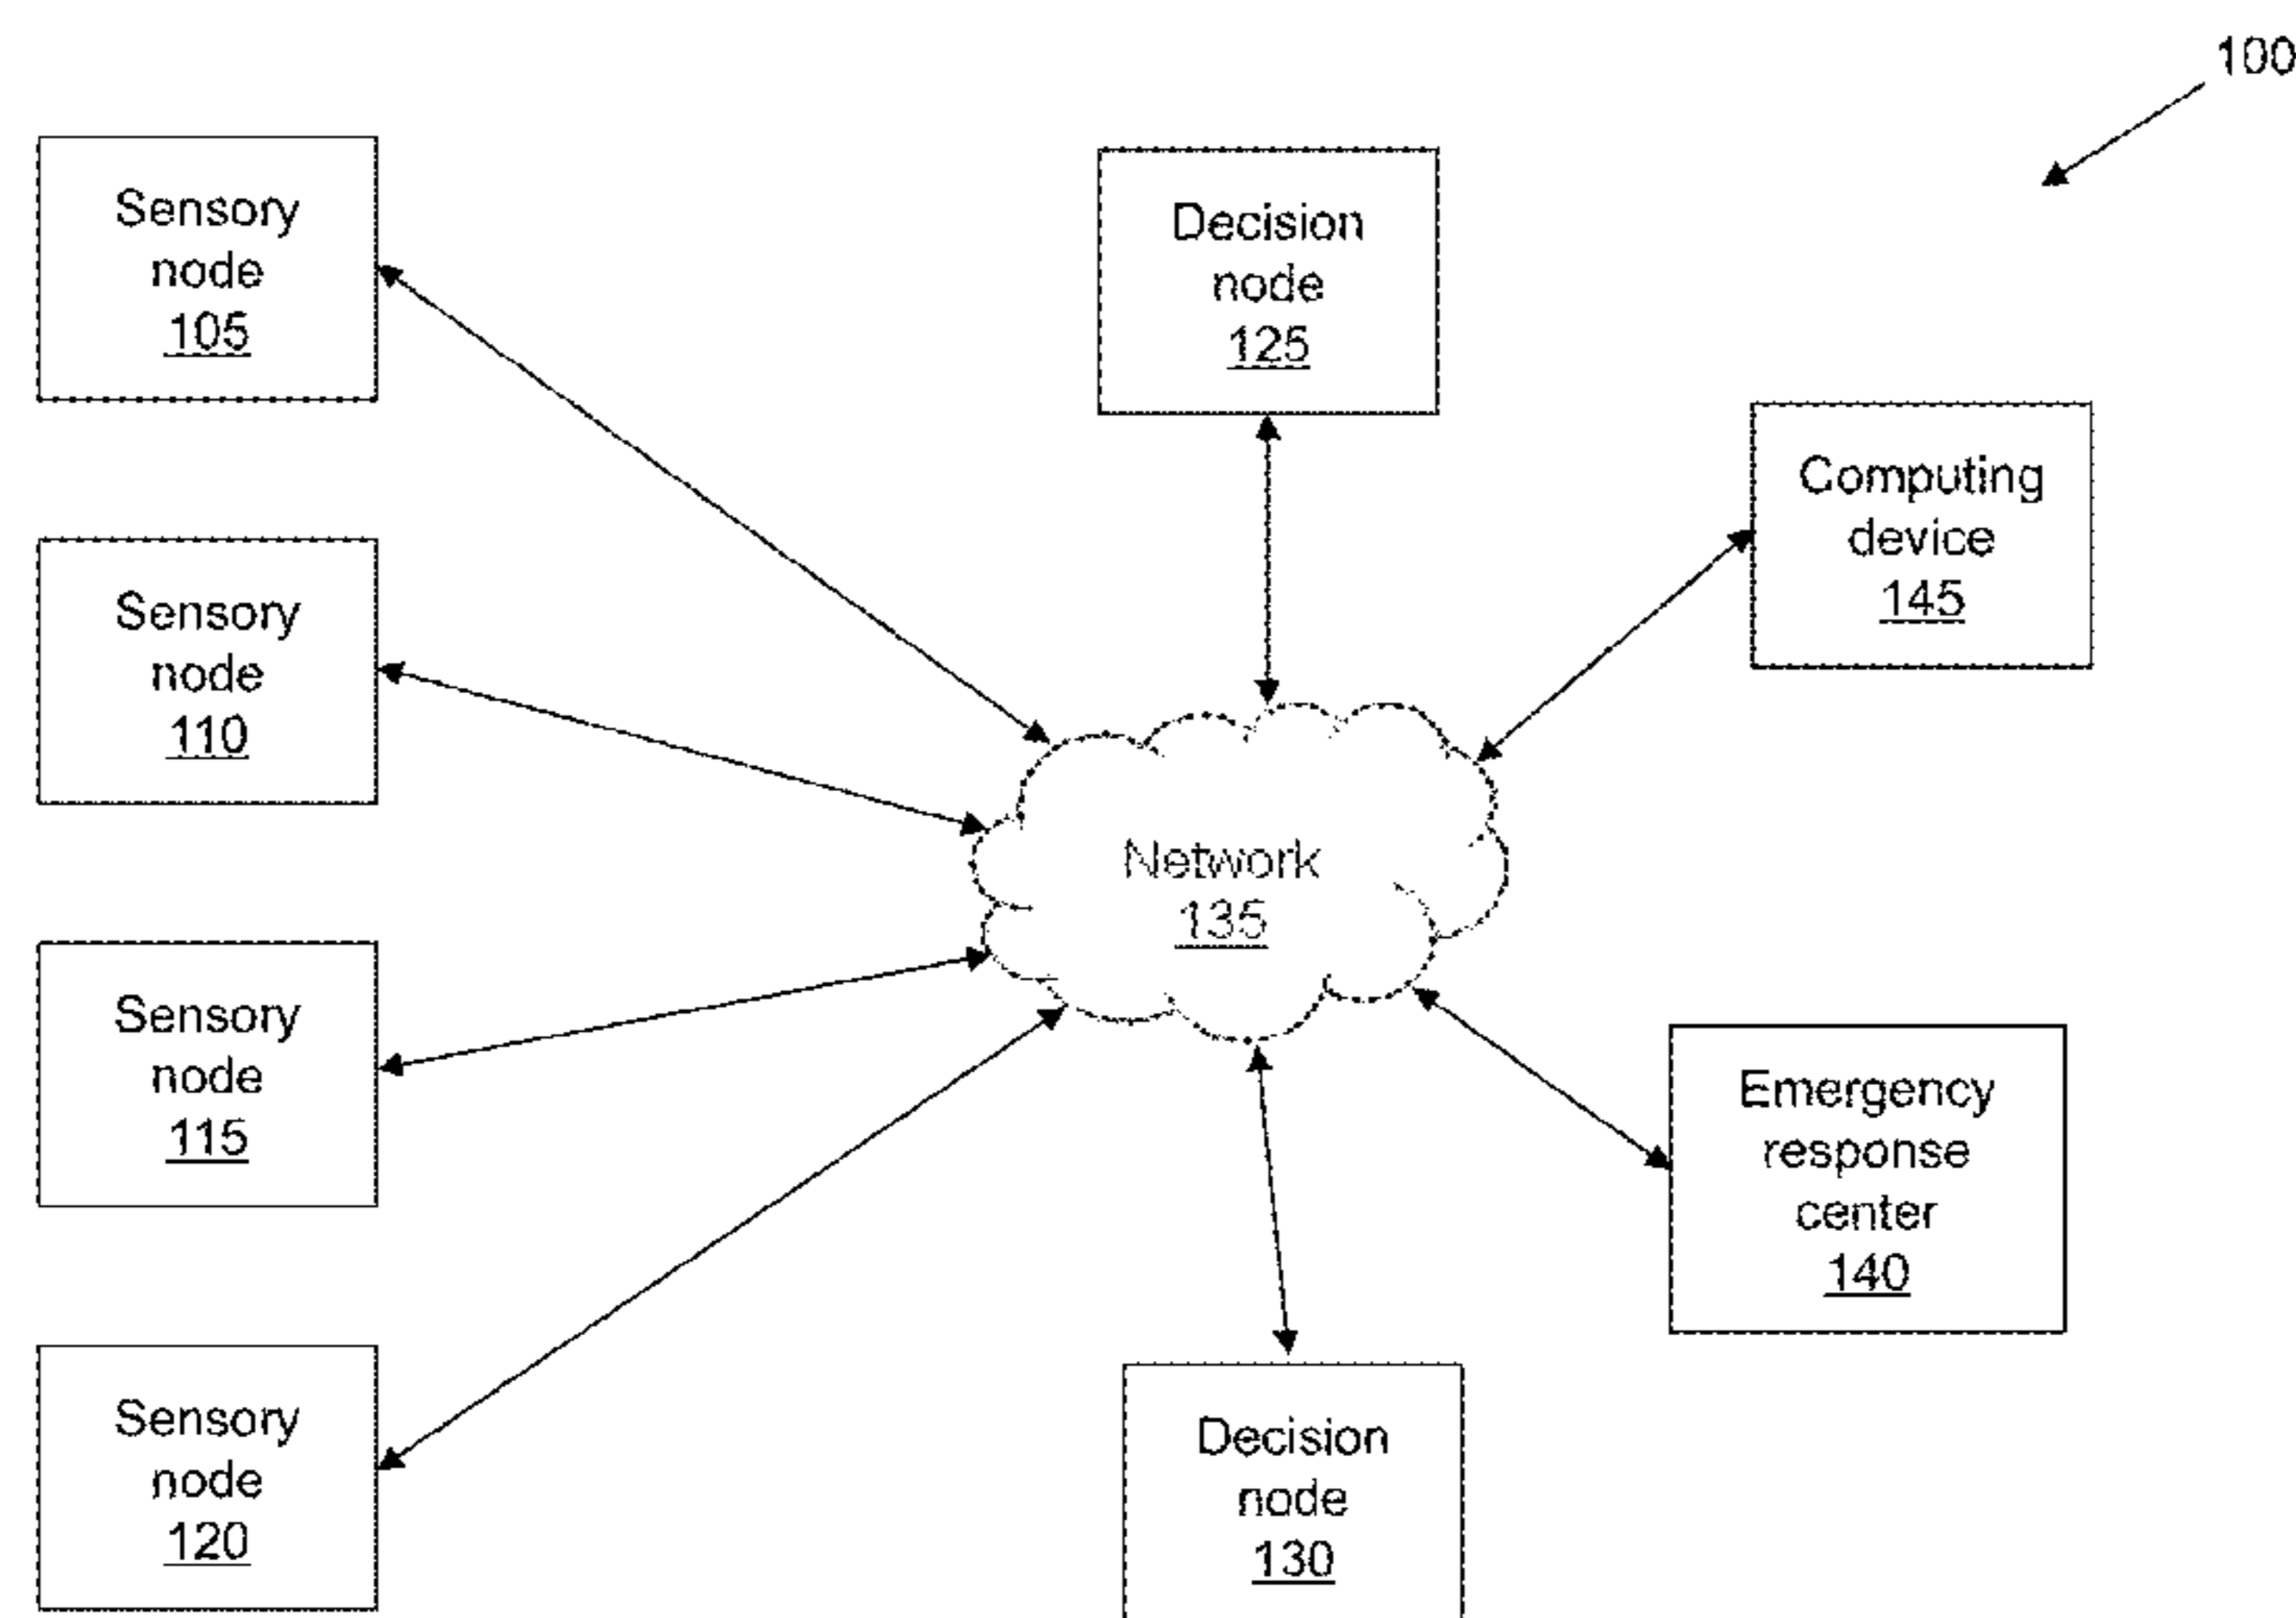 100
Sensory
node
105
Decision
node
125
Computing
device
145
Sensory
node
110
Network
135
Sensory
node
115
Emergency
response
center
140
Sensory
node
120
Decision
node
130